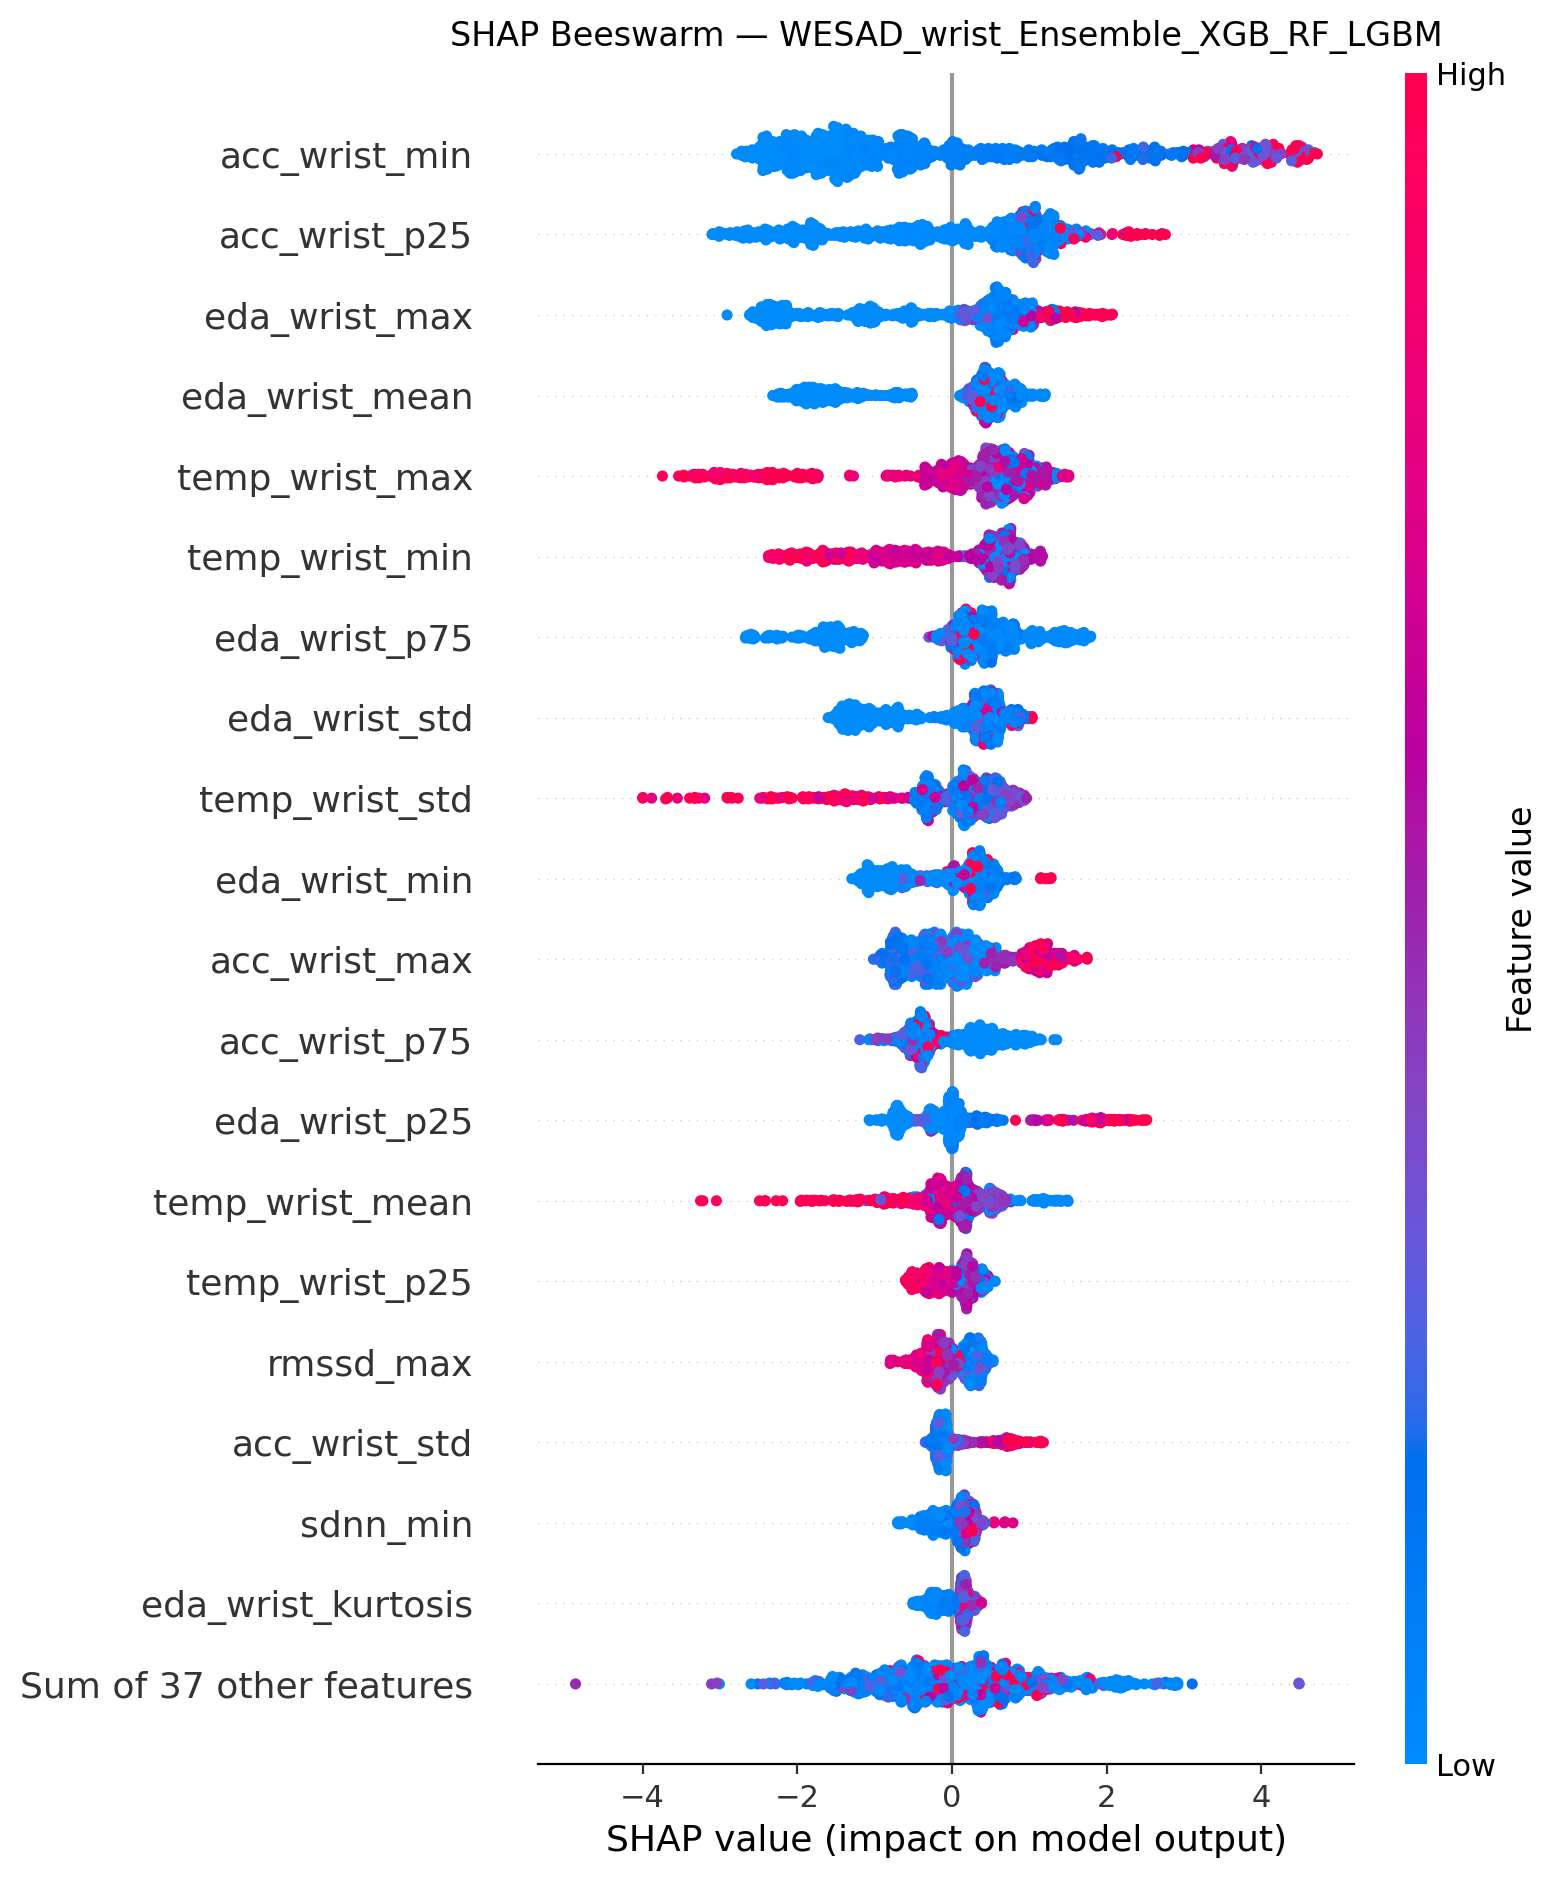 SHAP Beeswarm — WESAD_wrist_Ensemble_XGB_RF_LGBM
High
acc_wrist_min
acc_wrist_p25
eda_wrist_max
eda_wrist_mean
temp_wrist_max
temp_wrist_min
eda_wrist_p75
eda_wrist_std
temp_wrist_std
eda_wrist_min
acc_wrist_max
acc_wrist_p75
eda_wrist_p25
temp_wrist_mean
temp_wrist_p25
rmssd_max
acc_wrist_std
sdnn_min
eda_wrist_kurtosis
Sum of 37 other features
Feature value
Low
−4 −2 0 2 4
SHAP value (impact on model output)